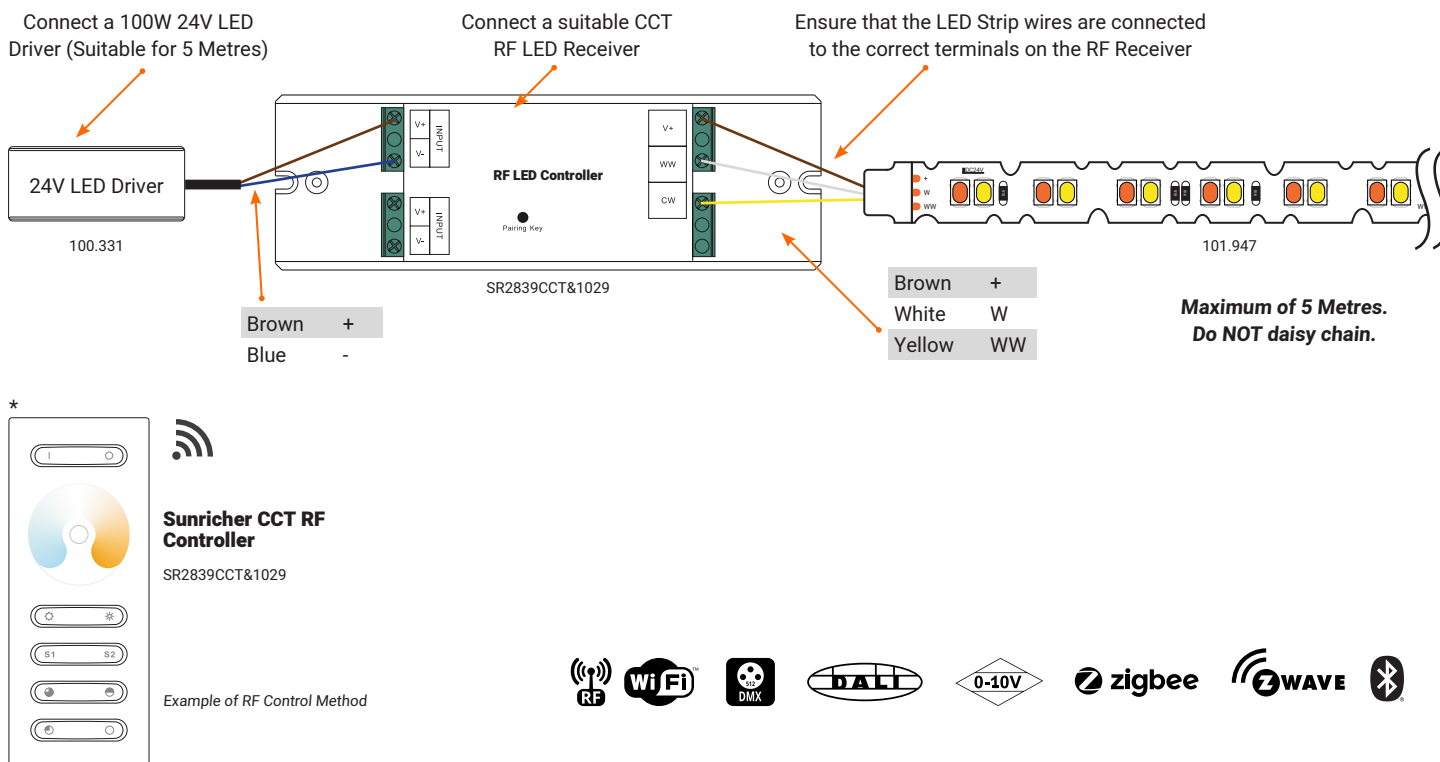 Connect a 100W 24V LED
Driver (Suitable for 5 Metres)
Connect a suitable CCT
RF LED Receiver
Ensure that the LED Strip wires are connected
to the correct terminals on the RF Receiver
24V LED Driver
100.331
V+
V-
INPUT
V+
V-
INPUT
RF LED Controller
Pairing Key
V+
WW
CW
SR2839CCT&1029
DC24V
+
W
WW
101.947
Brown +
Blue -
Brown +
White W
Yellow WW
Maximum of 5 Metres.
Do NOT daisy chain.
*
I O
S1 S2
Sunricher CCT RF
Controller
SR2839CCT&1029
Example of RF Control Method
RF
WiFi™
512
DMX
DALI
0-10V
zigbee
Z WAVE